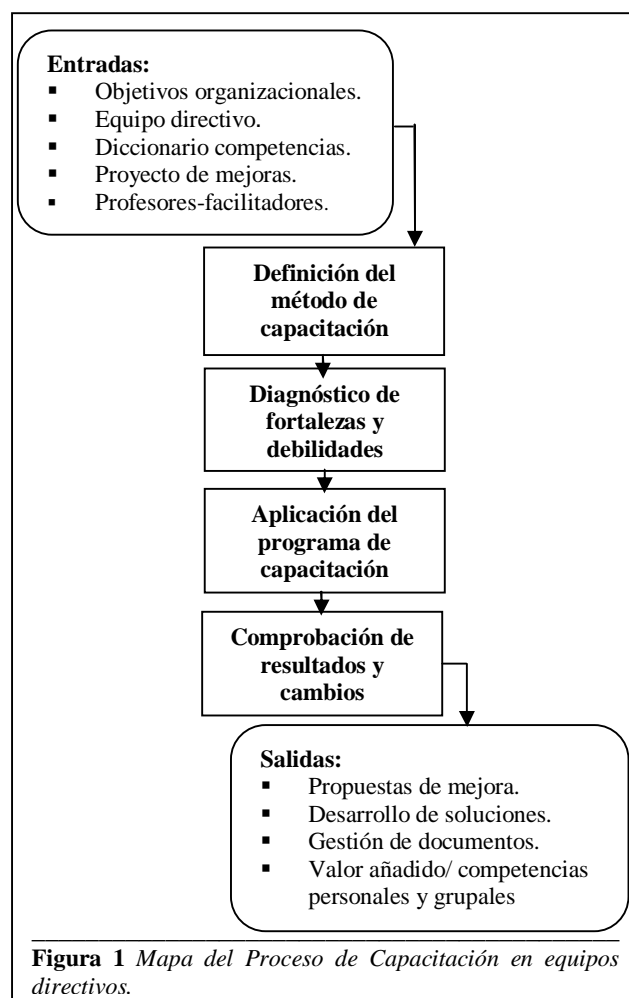 Entradas:
▪ Objetivos organizacionales.
▪ Equipo directivo.
▪ Diccionario competencias.
▪ Proyecto de mejoras.
▪ Profesores-facilitadores.
Definición del
método de
capacitación
Diagnóstico de
fortalezas y
debilidades
Aplicación del
programa de
capacitación
Comprobación de
resultados y
cambios
Salidas:
▪ Propuestas de mejora.
▪ Desarrollo de soluciones.
▪ Gestión de documentos.
▪ Valor añadido/ competencias
personales y grupales
Figura 1 Mapa del Proceso de Capacitación en equipos
directivos.